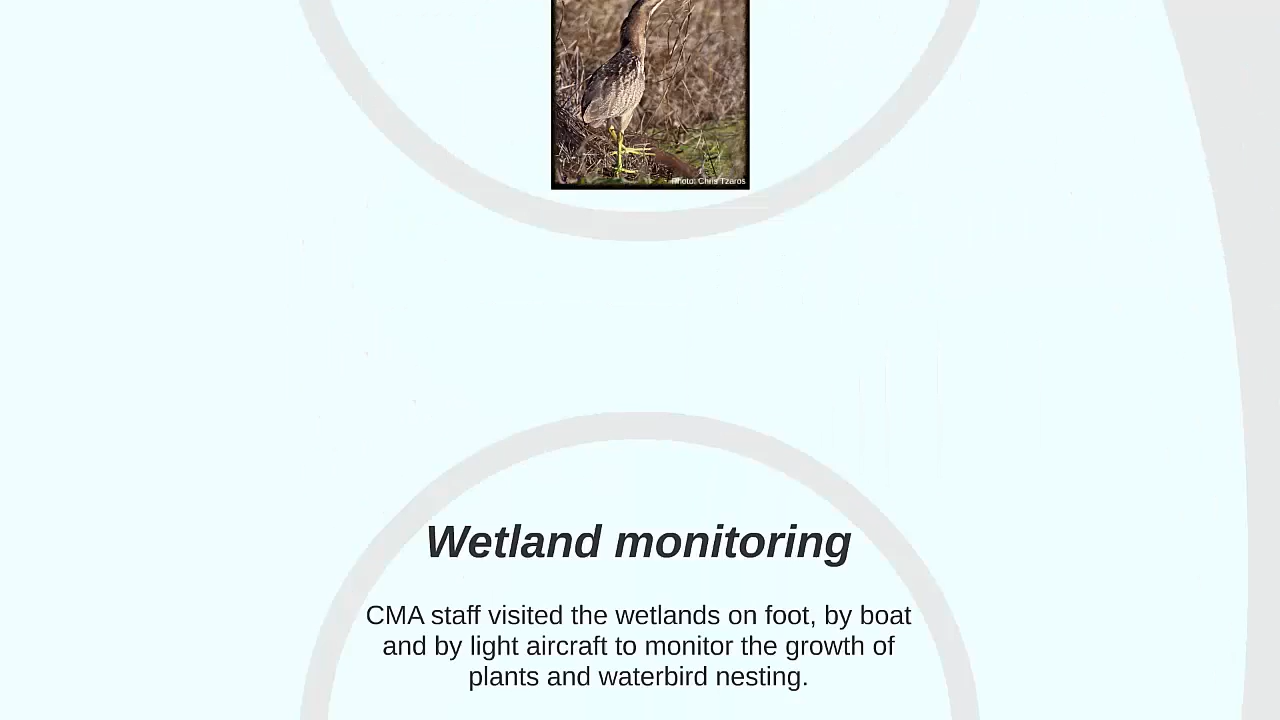 Photo: Chris Tzaros
Wetland monitoring
CMA staff visited the wetlands on foot, by boat
and by light aircraft to monitor the growth of
plants and waterbird nesting.